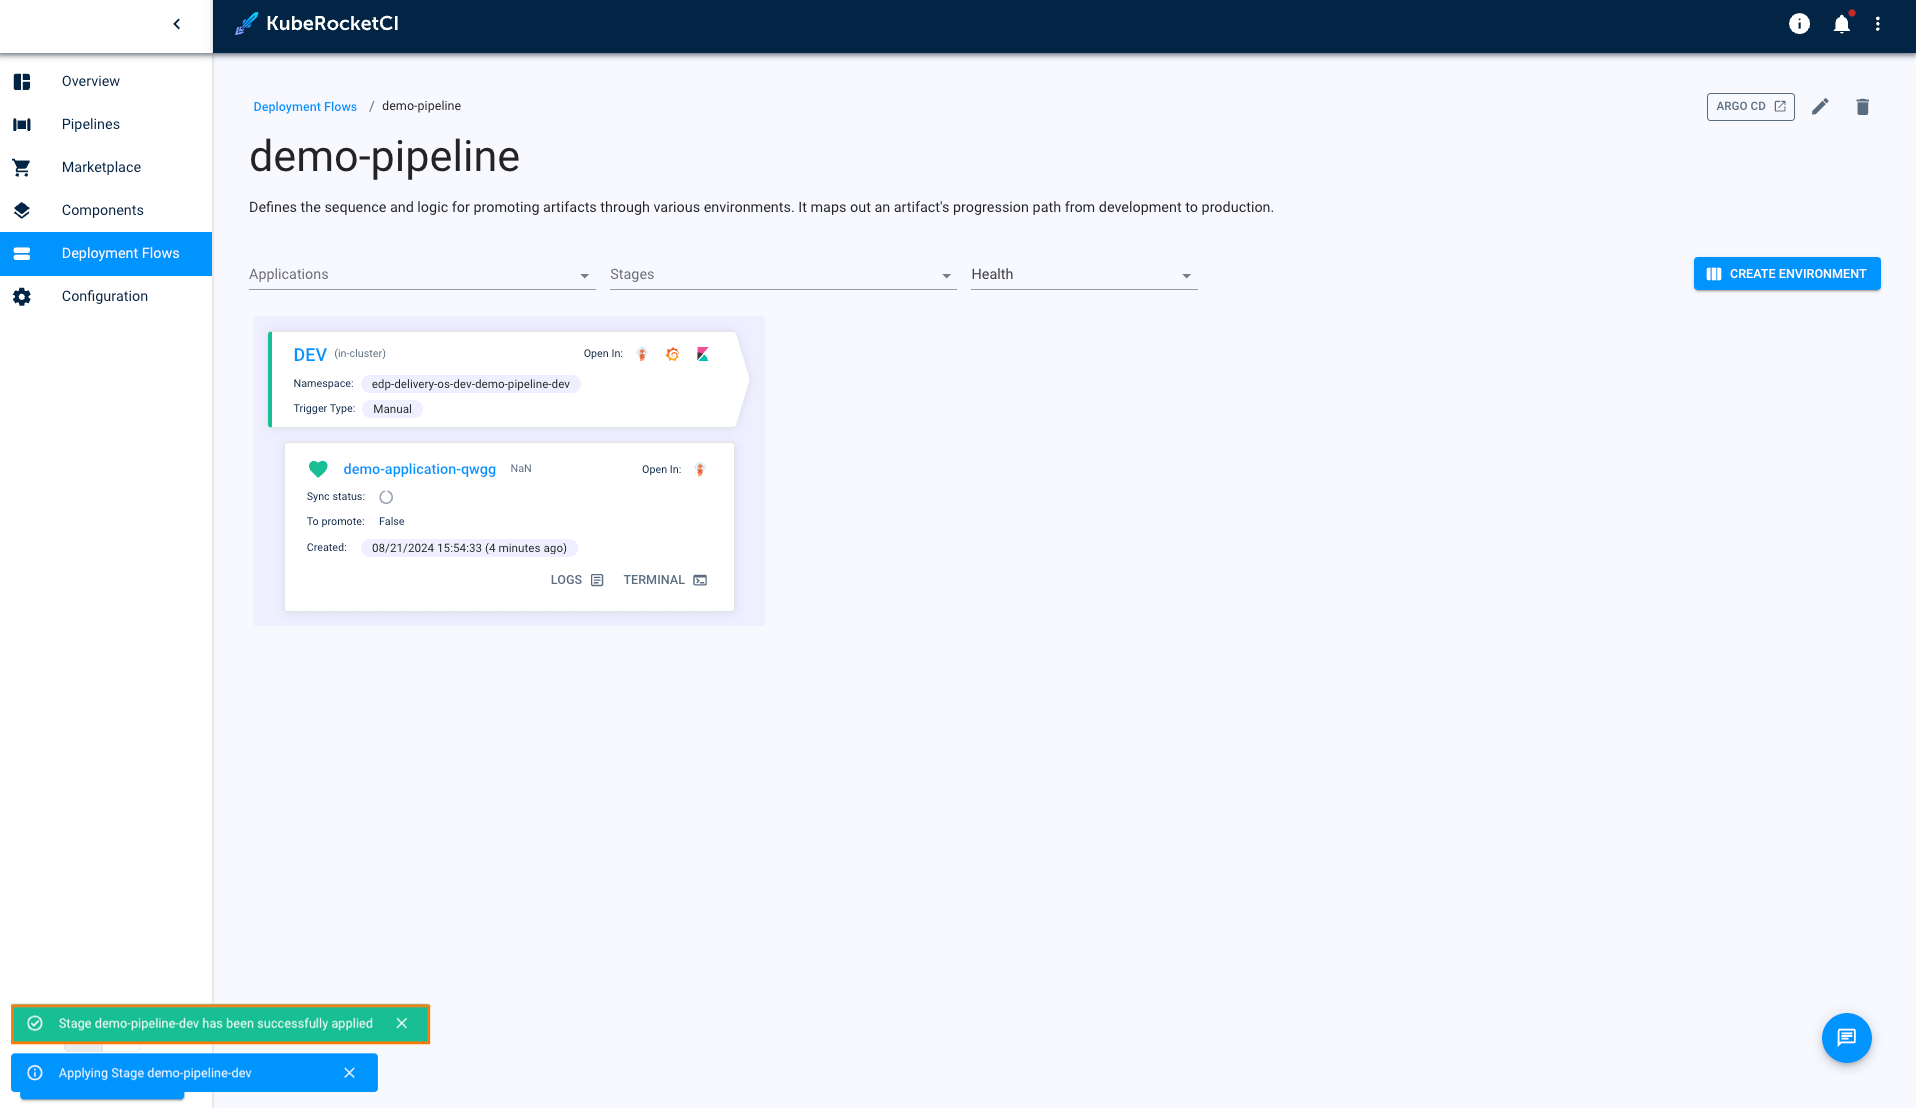 KubeRocketCI
Overview
Pipelines
Marketplace
Components
Deployment Flows
Configuration
Deployment Flows / demo-pipeline
ARGO CD
demo-pipeline
Defines the sequence and logic for promoting artifacts through various environments. It maps out an artifact's progression path from development to production.
Applications
Stages
Health
CREATE ENVIRONMENT
DEV (in-cluster)
Open In:
Namespace: edp-delivery-os-dev-demo-pipeline-dev
Trigger Type: Manual
demo-application-qwgg NaN
Open In:
Sync status:
To promote: False
Created: 08/21/2024 15:54:33 (4 minutes ago)
LOGS
TERMINAL
Stage demo-pipeline-dev has been successfully applied
Applying Stage demo-pipeline-dev